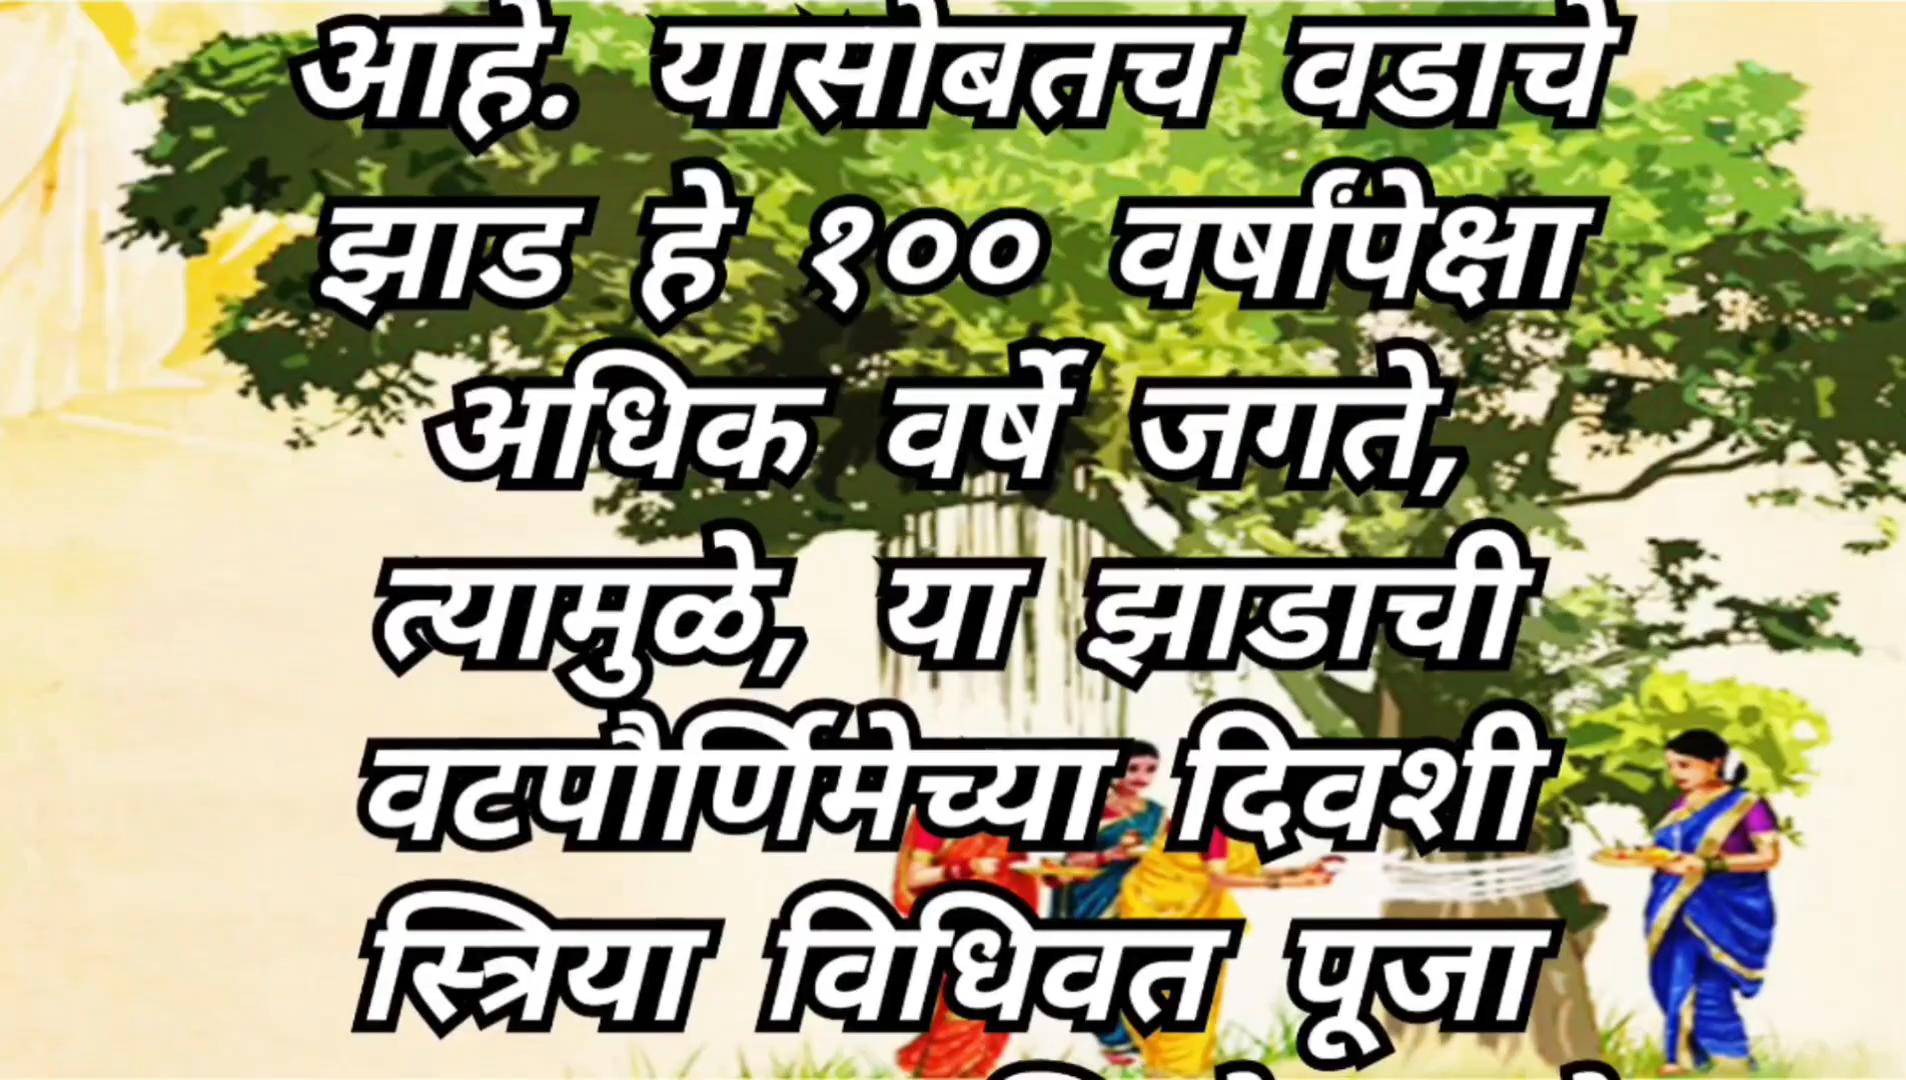 आहे. यासोबतच वडाचे
झाड हे १०० वर्षांपेक्षा
अधिक वर्षे जगते,
त्यामुळे, या झाडाची
वटपौर्णिमेच्या दिवशी
स्त्रिया विधिवत पूजा